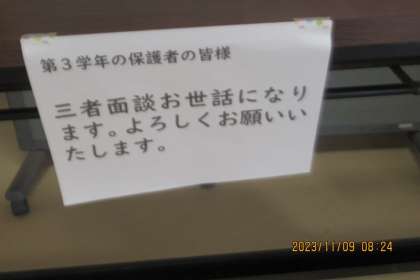 第3学年の保護者の皆様
三者面談お世話になり
ます。よろしくお願いい
たします。
2023/11/09 08:24